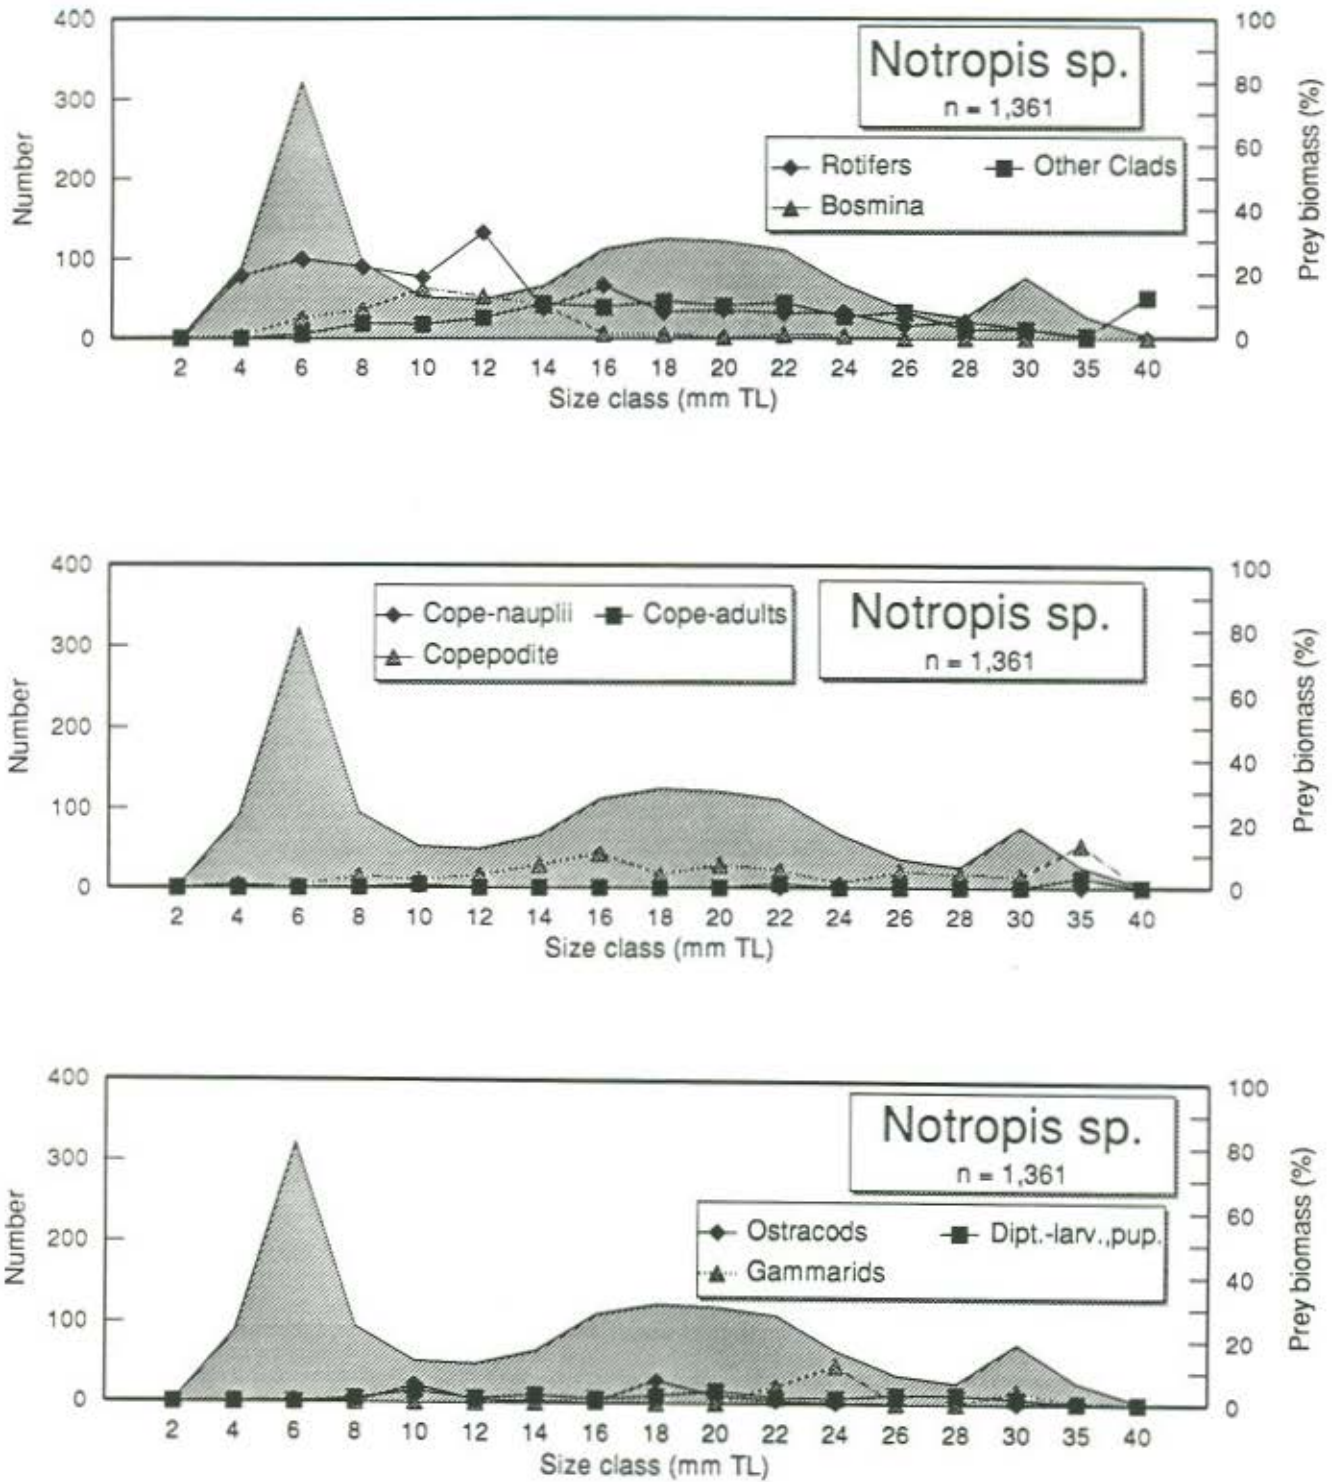 400
100
Notropis sp.
n = 1,361
300
80
Rotifers
Other Clads
Bosmina
200
60
40
100
20
0
0
Number
Prey biomass (%)
2 4 6 8 10 12 14 16 18 20 22 24 26 28 30 35 40
Size class (mm TL)
400
100
Cope-nauplii
Cope-adults
Copepodite
Notropis sp.
n = 1,361
300
80
200
60
40
100
20
0
0
Number
Prey biomass (%)
2 4 6 8 10 12 14 16 18 20 22 24 26 28 30 35 40
Size class (mm TL)
400
100
Notropis sp.
n = 1,361
300
80
Ostracods
Dipt.-larv.,pup.
Gammarids
200
60
40
100
20
0
0
Number
Prey biomass (%)
2 4 6 8 10 12 14 16 18 20 22 24 26 28 30 35 40
Size class (mm TL)